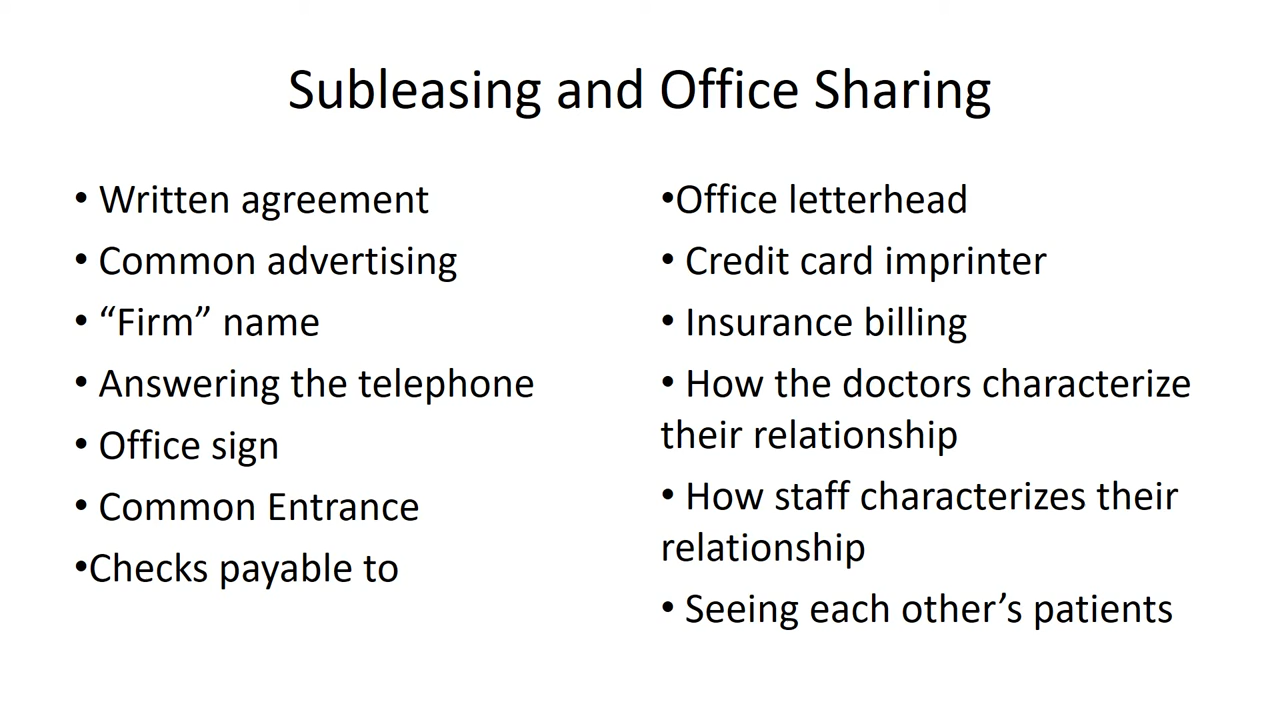 Subleasing and Office Sharing
• Written agreement
• Common advertising
• “Firm” name
• Answering the telephone
• Office sign
• Common Entrance
•Checks payable to
•Office letterhead
• Credit card imprinter
• Insurance billing
• How the doctors characterize
their relationship
• How staff characterizes their
relationship
• Seeing each other’s patients